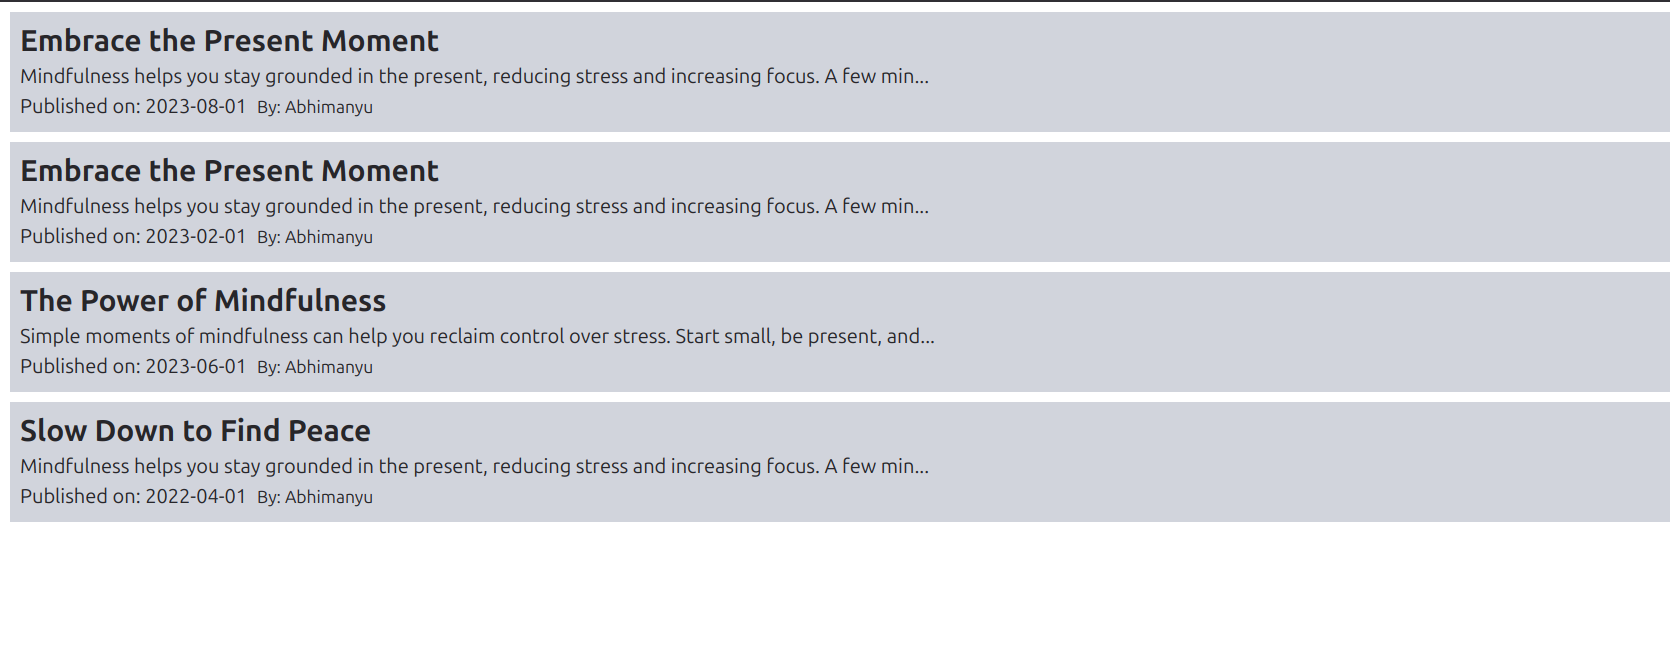 Embrace the Present Moment
Mindfulness helps you stay grounded in the present, reducing stress and increasing focus. A few min...
Published on: 2023-08-01 By: Abhimanyu
Embrace the Present Moment
Mindfulness helps you stay grounded in the present, reducing stress and increasing focus. A few min...
Published on: 2023-02-01 By: Abhimanyu
The Power of Mindfulness
Simple moments of mindfulness can help you reclaim control over stress. Start small, be present, and...
Published on: 2023-06-01 By: Abhimanyu
Slow Down to Find Peace
Mindfulness helps you stay grounded in the present, reducing stress and increasing focus. A few min...
Published on: 2022-04-01 By: Abhimanyu